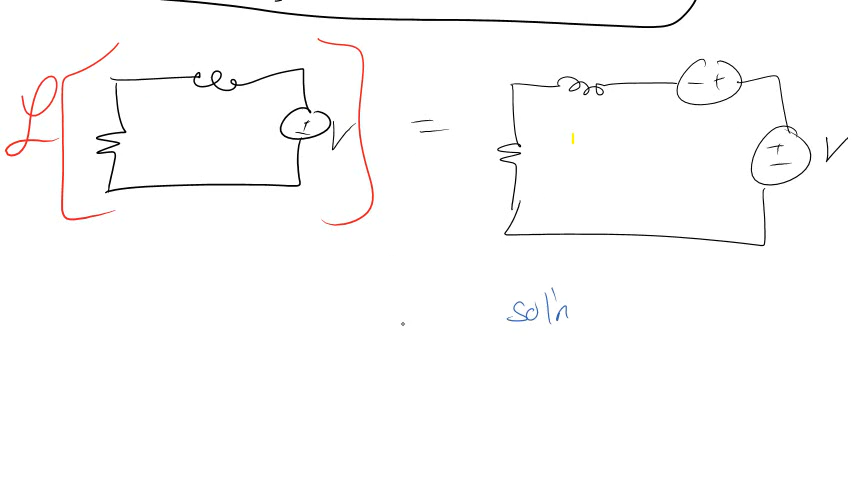 ℒ
V
=
V
sol'n